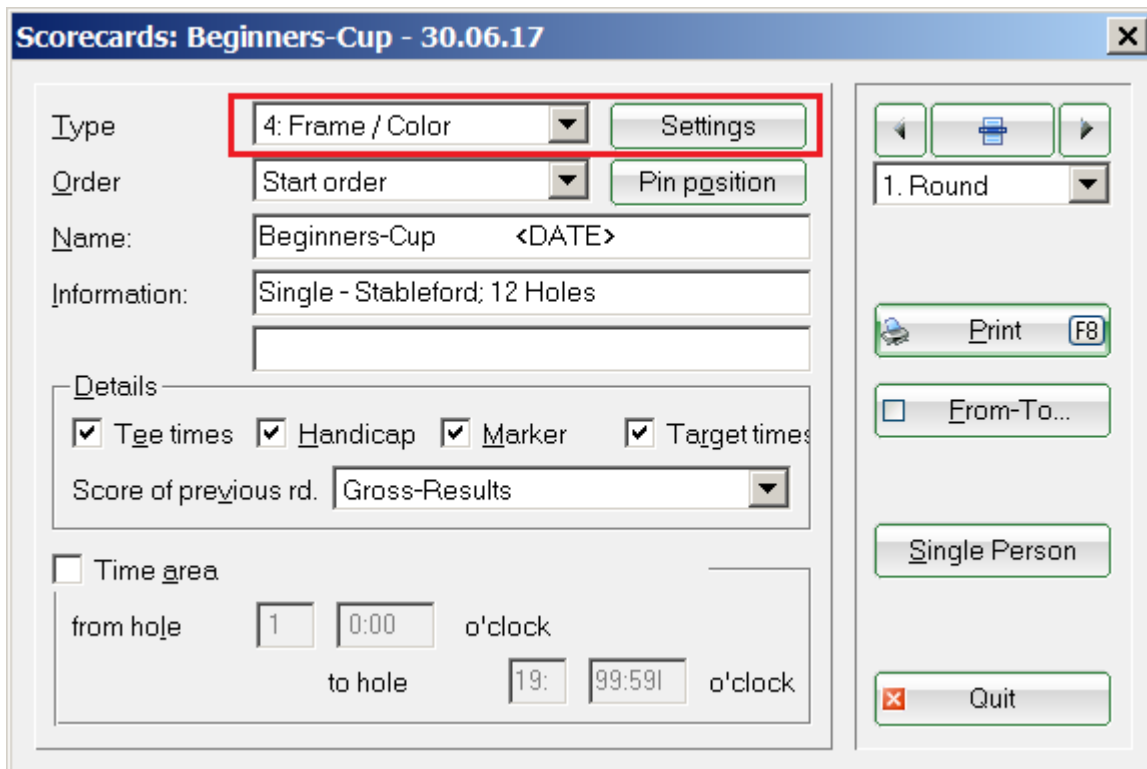 Scorecards: Beginners-Cup - 30.06.17
Type 4: Frame / Color Settings
Order Start order Pin position
1. Round
Name: Beginners-Cup <DATE>
Information: Single - Stableford; 12 Holes
Print F8
Details
Tee times Handicap Marker Target times
From-To...
Score of previous rd. Gross-Results
Single Person
Time area
from hole 1 0:00 o'clock
to hole 19: 99:59 o'clock
Quit